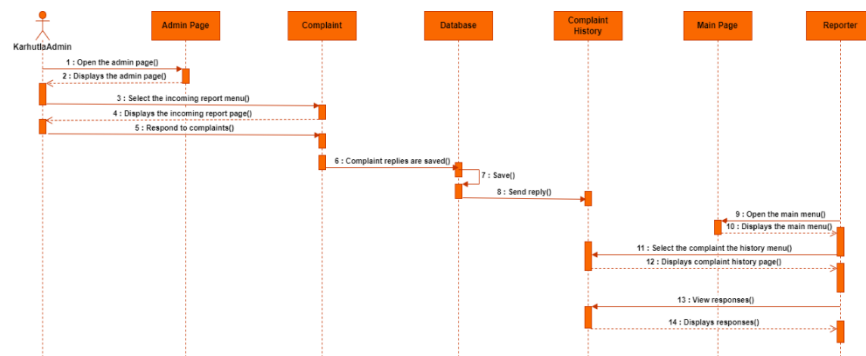 Admin Page
Complaint
Database
Complaint
History
Main Page
Reporter
KarhutlaAdmin
1 : Open the admin page()
2 : Displays the admin page()
3 : Select the incoming report menu()
4 : Displays the incoming report page()
5 : Respond to complaints()
6 : Complaint replies are saved()
7 : Save()
8 : Send reply()
9 : Open the main menu()
10 : Displays the main menu()
11 : Select the complaint the history menu()
12 : Displays complaint history page()
13 : View responses()
14 : Displays responses()